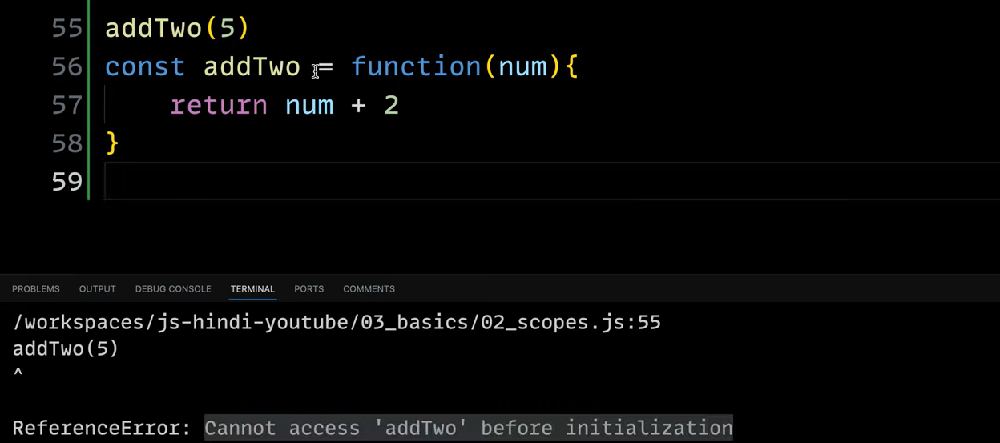 55 addTwo(5)
56 const addTwo = function(num){
57     return num + 2
58 }
59
PROBLEMS OUTPUT DEBUG CONSOLE TERMINAL PORTS COMMENTS
/workspaces/js-hindi-youtube/03_basics/02_scopes.js:55
addTwo(5)
^
ReferenceError: Cannot access 'addTwo' before initialization